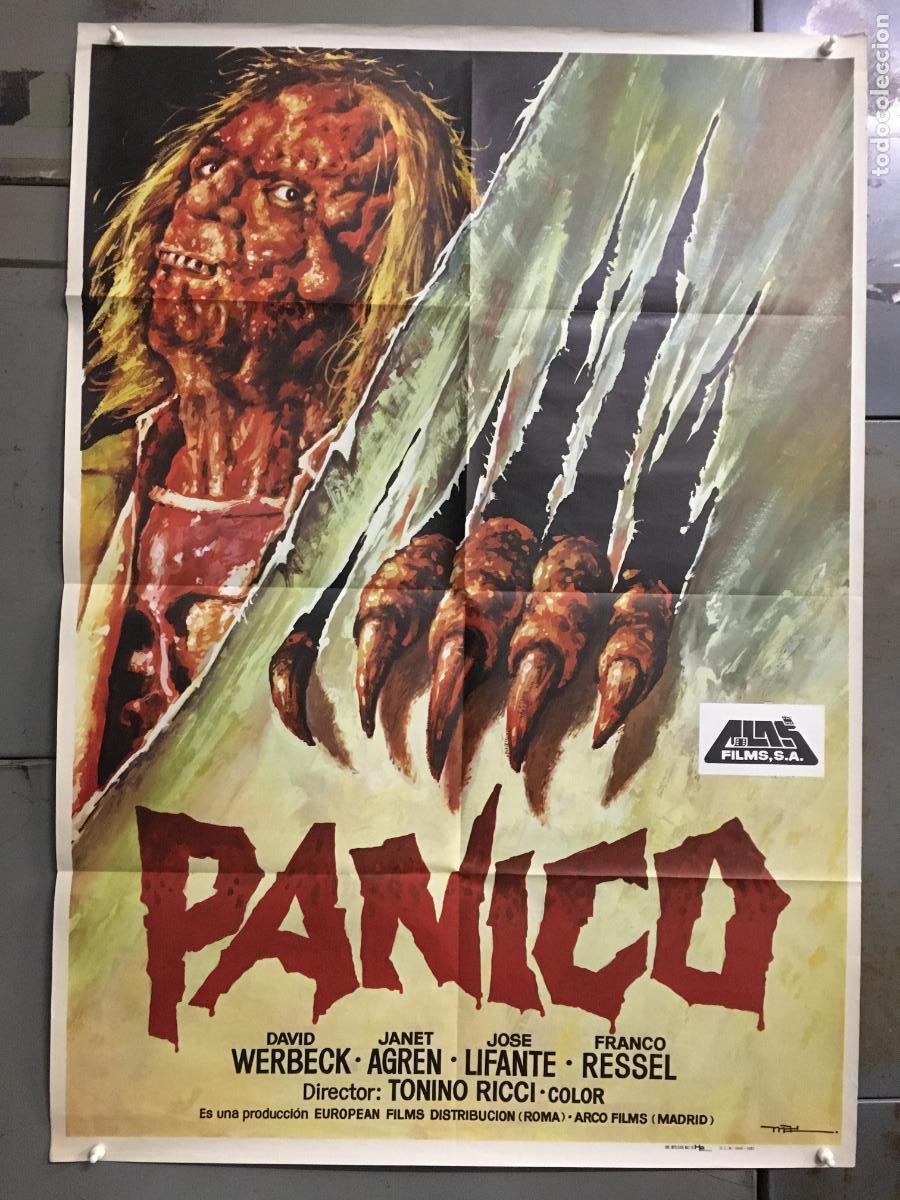 todocoleccion
ALAS
FILMS, S.A.
PANICO
DAVID JANET JOSE FRANCO
WERBECK · AGREN · LIFANTE · RESSEL
Director: TONINO RICCI · COLOR
Es una producción EUROPEAN FILMS DISTRIBUCION (ROMA) · ARCO FILMS (MADRID)